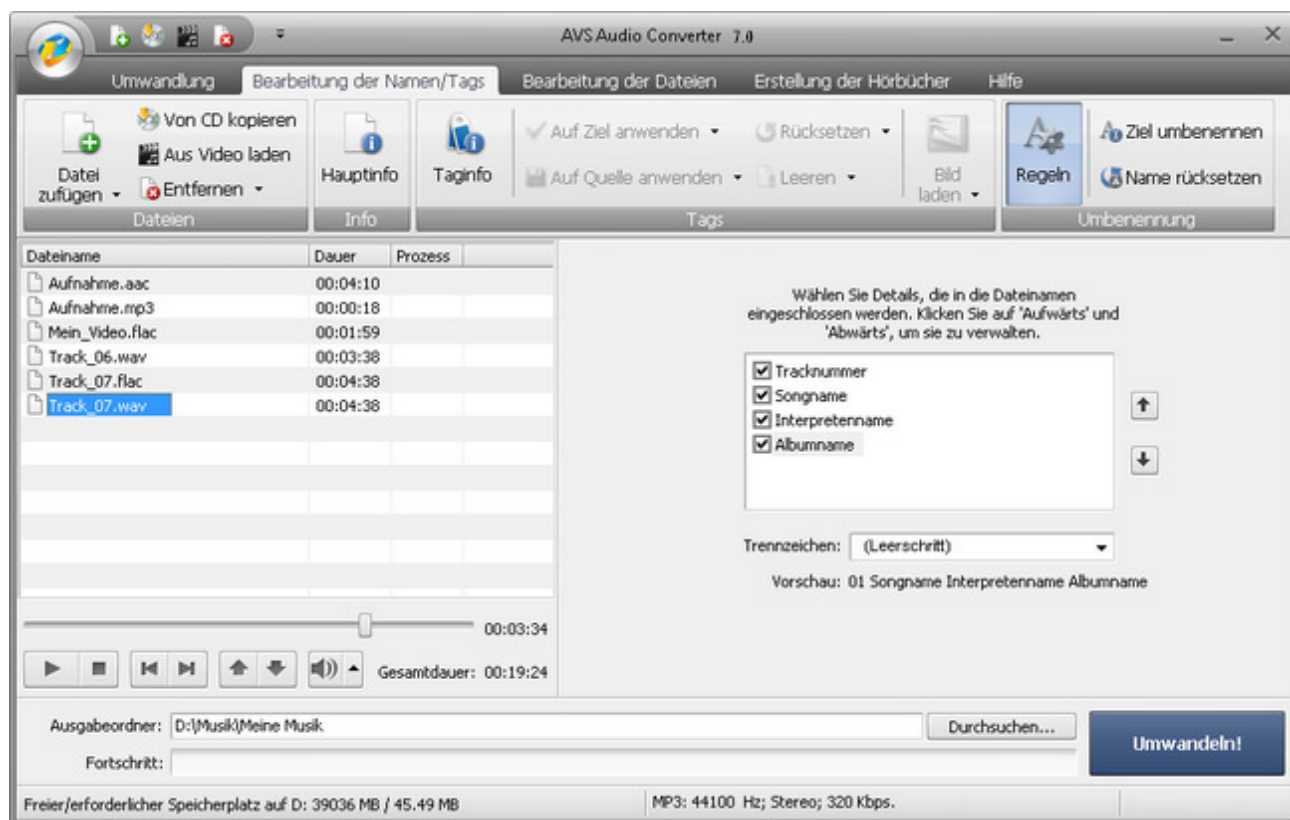 AVS Audio Converter 7.0
Umwandlung Bearbeitung der Namen/Tags Bearbeitung der Dateien Erstellung der Hörbücher Hilfe
Datei zufügen
Von CD kopieren
Aus Video laden
Entfernen
Dateien
Hauptinfo
Info
Taginfo
Auf Ziel anwenden
Auf Quelle anwenden
Rücksetzen
Leeren
Bild laden
Tags
Regeln
Ziel umbenennen
Name rücksetzen
Umbenennung
Dateiname Dauer Prozess
Aufnahme.aac 00:04:10
Aufnahme.mp3 00:00:18
Mein_Video.flac 00:01:59
Track_06.wav 00:03:38
Track_07.flac 00:04:38
Track_07.wav 00:04:38
00:03:34
Gesamtdauer: 00:19:24
Wählen Sie Details, die in die Dateinamen
eingeschlossen werden. Klicken Sie auf 'Aufwärts' und
'Abwärts', um sie zu verwalten.
Tracknummer
Songname
Interpretenname
Albumname
Trennzeichen: (Leerschritt)
Vorschau: 01 Songname Interpretenname Albumname
Ausgabeordner: D:\Musik\Meine Musik
Durchsuchen...
Fortschritt:
Umwandeln!
Freier/erforderlicher Speicherplatz auf D: 39036 MB / 45.49 MB
MP3: 44100 Hz; Stereo; 320 Kbps.